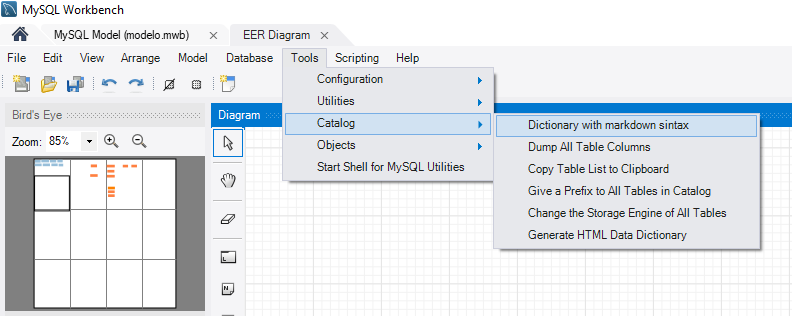 MySQL Workbench
MySQL Model (modelo.mwb) × EER Diagram ×
File Edit View Arrange Model Database Tools Scripting Help
Configuration
Utilities
Bird's Eye
Diagram
Catalog
Dictionary with markdown sintax
Zoom: 85%
Objects
Dump All Table Columns
Start Shell for MySQL Utilities
Copy Table List to Clipboard
Give a Prefix to All Tables in Catalog
Change the Storage Engine of All Tables
Generate HTML Data Dictionary
L
N